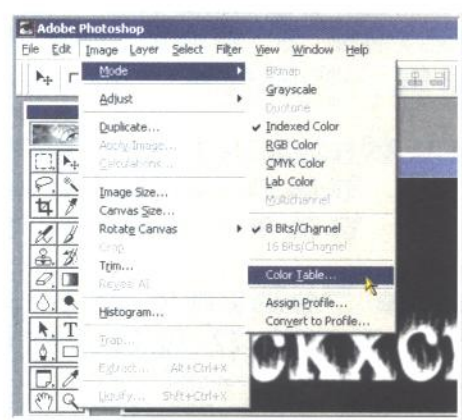 Adobe Photoshop
File Edit Image Layer Select Filter View Window Help
Mode
Adjust
Duplicate...
Apply Image...
Calculations...
Image Size...
Canvas Size...
Rotate Canvas
Crop
Trim...
Reveal All
Histogram...
Trap...
Extract... Alt+Ctrl+X
Liquify... Shft+Ctrl+X
Bitmap
Grayscale
Duotone
Indexed Color
RGB Color
CMYK Color
Lab Color
Multichannel
8 Bits/Channel
16 Bits/Channel
Color Table...
Assign Profile...
Convert to Profile...
T